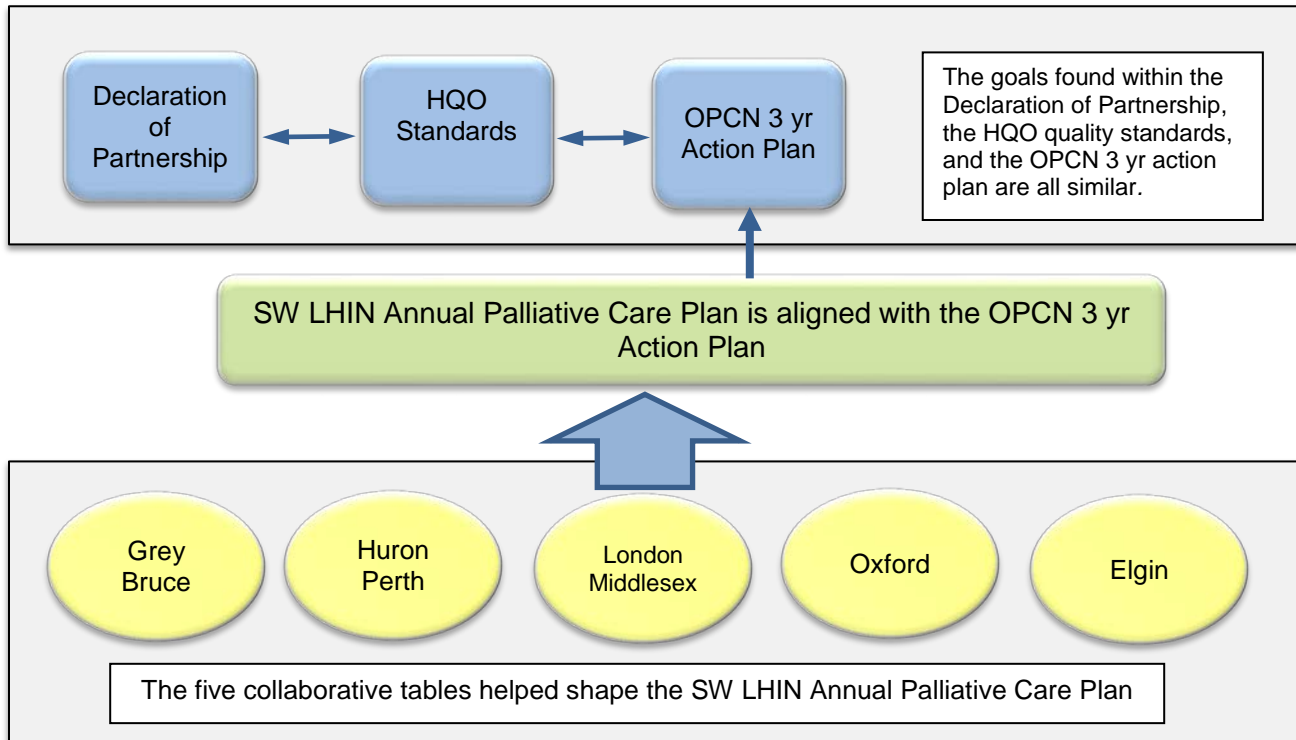 Declaration
of
Partnership
HQO
Standards
OPCN 3 yr
Action Plan
The goals found within the
Declaration of Partnership,
the HQO quality standards,
and the OPCN 3 yr action
plan are all similar.
SW LHIN Annual Palliative Care Plan is aligned with the OPCN 3 yr
Action Plan
Grey
Bruce
Huron
Perth
London
Middlesex
Oxford
Elgin
The five collaborative tables helped shape the SW LHIN Annual Palliative Care Plan